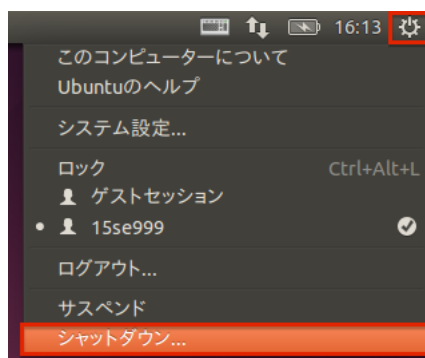 16:13
このコンピューターについて
Ubuntuのヘルプ
システム設定...
ロック Ctrl+Alt+L
ゲストセッション
15se999
ログアウト...
サスペンド
シャットダウン...